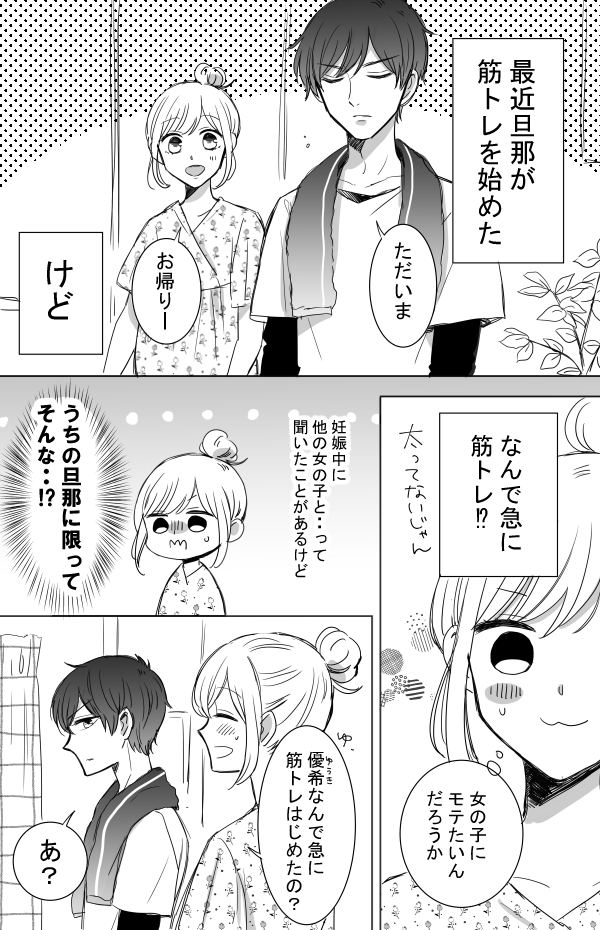 最近旦那が
筋トレを始めた
ただいま
お帰りー
けど
なんで急に
筋トレ!?
太ってないじゃん
女の子に
モテたいん
だろうか
妊娠中に
他の女の子と‥って
聞いたことがあるけど
うちの旦那に限って
そんな‥!?
ゆ‥
優希なんで急に
ゆうき
筋トレはじめたの?
あ?